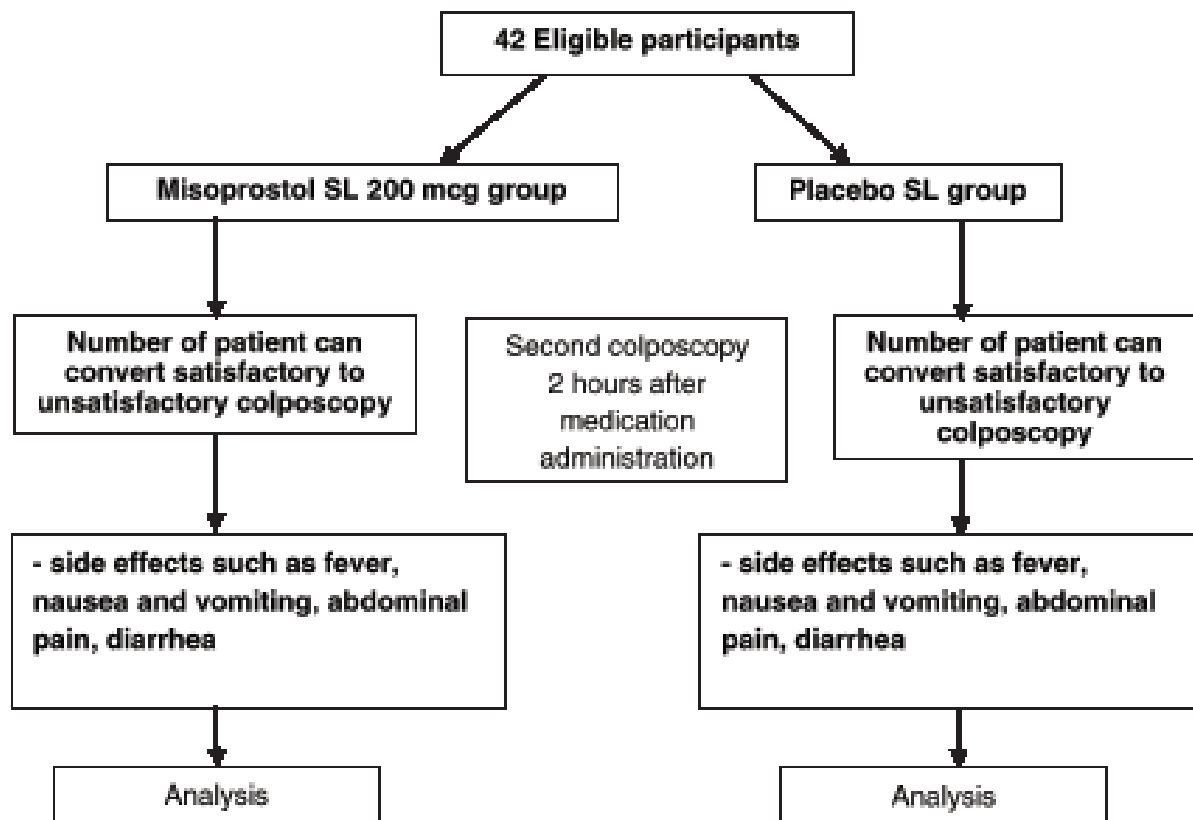 42 Eligible participants
Misoprostol SL 200 mcg group
Placebo SL group
Number of patient can
convert satisfactory to
unsatisfactory colposcopy
Second colposcopy
2 hours after
medication
administration
Number of patient can
convert satisfactory to
unsatisfactory
colposcopy
- side effects such as fever,
nausea and vomiting, abdominal
pain, diarrhea
- side effects such as fever,
nausea and vomiting, abdominal
pain, diarrhea
Analysis
Analysis